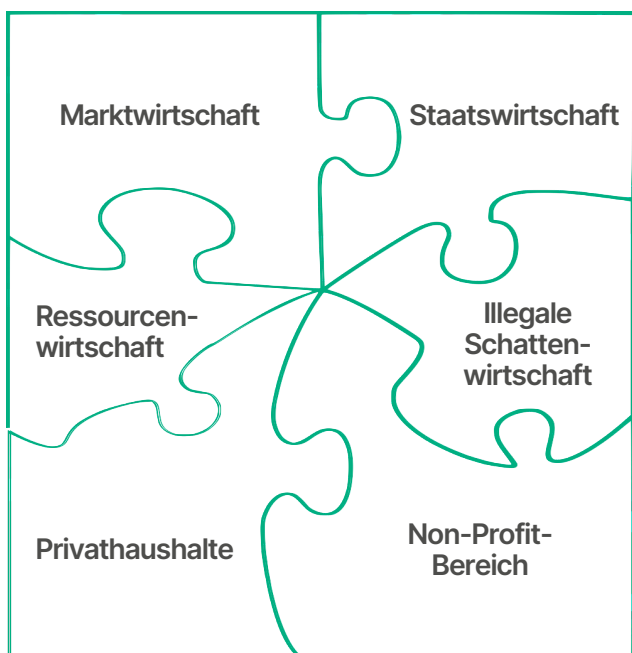 Marktwirtschaft
Staatswirtschaft
Ressourcen-
wirtschaft
Illegale
Schatten-
wirtschaft
Privathaushalte
Non-Profit-
Bereich